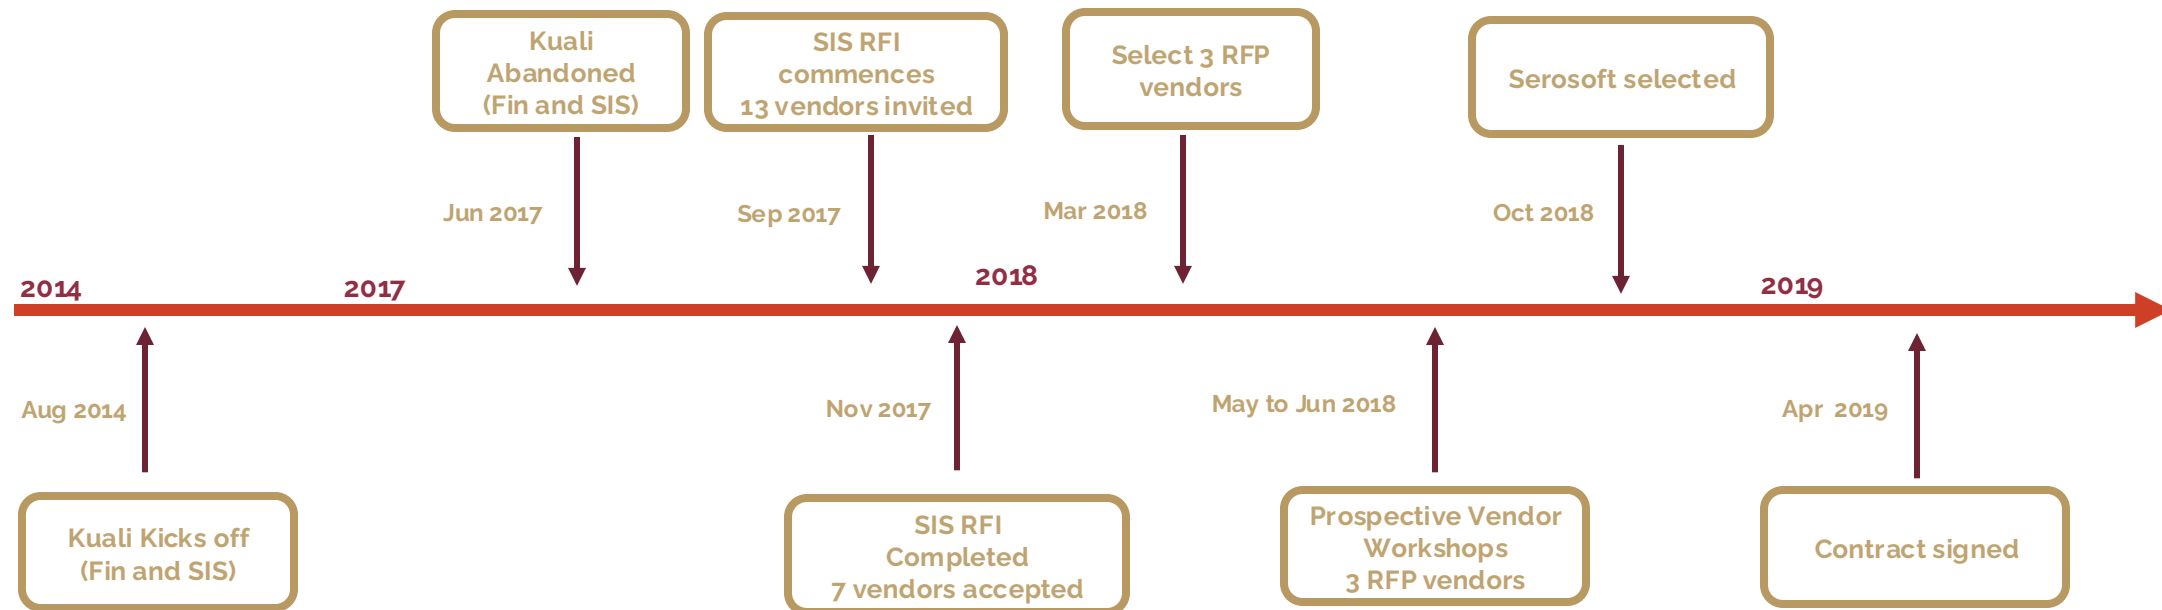 Kuali
Abandoned
(Fin and SIS)
SIS RFI
commences
13 vendors invited
Select 3 RFP
vendors
Serosoft selected
Jun 2017
Sep 2017
Mar 2018
Oct 2018
2014
2017
2018
2019
Aug 2014
Nov 2017
May to Jun 2018
Apr 2019
Kuali Kicks off
(Fin and SIS)
SIS RFI
Completed
7 vendors accepted
Prospective Vendor
Workshops
3 RFP vendors
Contract signed